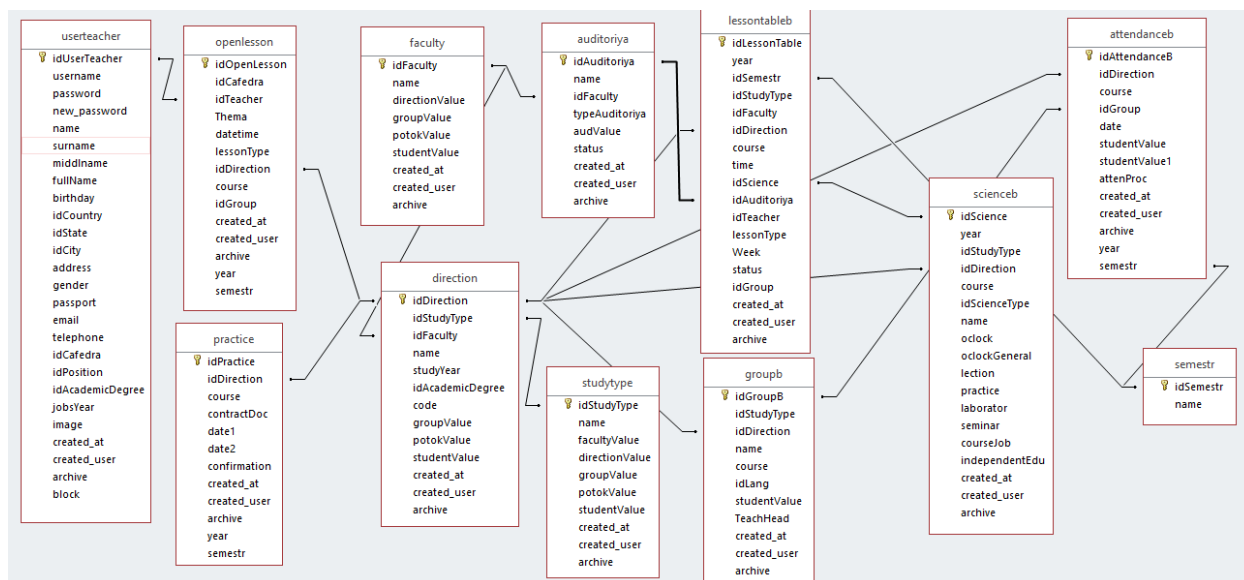 userteacher
idUserTeacher
username
password
new_password
name
surname
middlname
fullName
birthday
idCountry
idState
idCity
address
gender
passport
email
telephone
idCafedra
idPosition
idAcademicDegree
jobsYear
image
created_at
created_user
archive
block
openlesson
idOpenLesson
idCafedra
idTeacher
Thema
datetime
lessonType
idDirection
course
idGroup
created_at
created_user
archive
year
semestr
practice
idPractice
idDirection
course
contractDoc
date1
date2
confirmation
created_at
created_user
archive
year
semestr
faculty
idFaculty
name
directionValue
groupValue
potokValue
studentValue
created_at
created_user
archive
direction
idDirection
idStudyType
idFaculty
name
studyYear
idAcademicDegree
code
groupValue
potokValue
studentValue
created_at
created_user
archive
auditoriya
idAuditoriya
name
idFaculty
typeAuditoriya
audValue
status
created_at
created_user
archive
studytype
idStudyType
name
facultyValue
directionValue
groupValue
potokValue
studentValue
created_at
created_user
archive
lessontableb
idLessonTable
year
idSemestr
idStudyType
idFaculty
idDirection
course
time
idScience
idAuditoriya
idTeacher
lessonType
Week
status
idGroup
created_at
created_user
archive
groupb
idGroupB
idStudyType
idDirection
name
course
idLang
studentValue
TeachHead
created_at
created_user
archive
scienceb
idScience
year
idStudyType
idDirection
course
idScienceType
name
oclock
oclockGeneral
lection
practice
laborator
seminar
courseJob
independentEdu
created_at
created_user
archive
attendanceb
idAttendanceB
idDirection
course
idGroup
date
studentValue
studentValue1
attenProc
created_at
created_user
archive
year
semestr
semestr
idSemestr
name